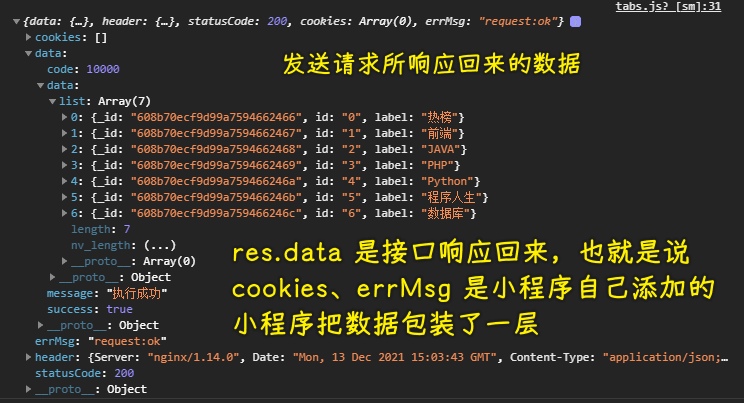 tabs.js? [sm]:31
▼{data: {…}, header: {…}, statusCode: 200, cookies: Array(0), errMsg: "request:ok"}
▶cookies: []
▼data:
code: 10000
发送请求所响应回来的数据
▼data:
▼list: Array(7)
▶0: {_id: "608b70ecf9d99a7594662466", id: "0", label: "热榜"}
▶1: {_id: "608b70ecf9d99a7594662467", id: "1", label: "前端"}
▶2: {_id: "608b70ecf9d99a7594662468", id: "2", label: "JAVA"}
▶3: {_id: "608b70ecf9d99a7594662469", id: "3", label: "PHP"}
▶4: {_id: "608b70ecf9d99a759466246a", id: "4", label: "Python"}
▶5: {_id: "608b70ecf9d99a759466246b", id: "5", label: "程序人生"}
▶6: {_id: "608b70ecf9d99a759466246c", id: "6", label: "数据库"}
length: 7
nv_length: (...)
▶__proto__: Array(0)
▶__proto__: Object
message: "执行成功"
success: true
▶__proto__: Object
res.data 是接口响应回来，也就是说
cookies、errMsg 是小程序自己添加的
小程序把数据包装了一层
errMsg: "request:ok"
▶header: {Server: "nginx/1.14.0", Date: "Mon, 13 Dec 2021 15:03:43 GMT", Content-Type: "application/json;…
statusCode: 200
▶__proto__: Object